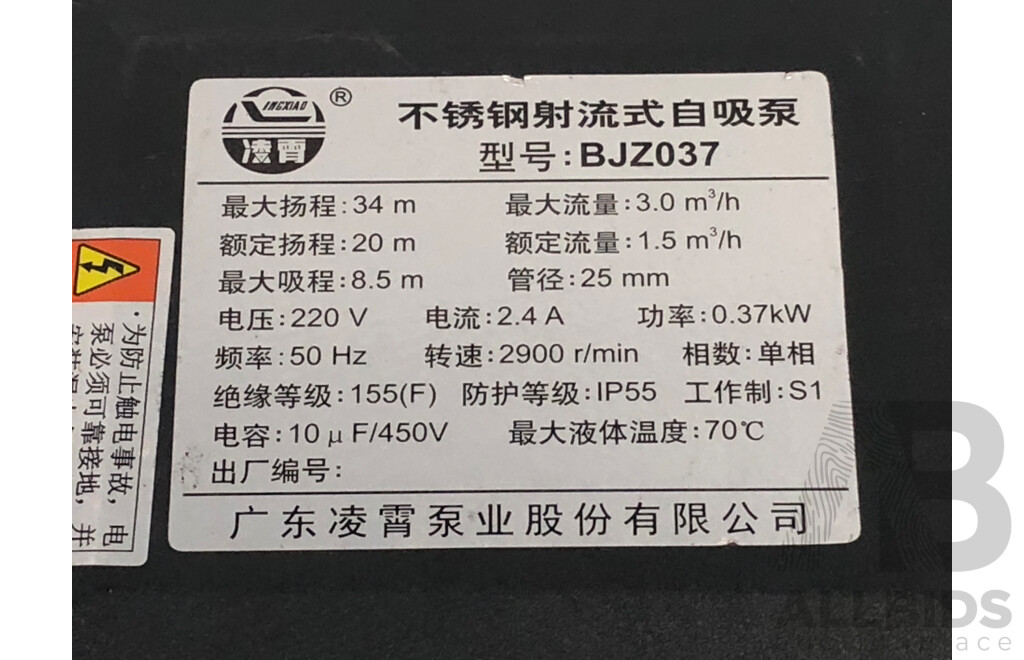 LINGXIAO ®
凌霄
不锈钢射流式自吸泵
型号:BJZ037
最大扬程:34 m 最大流量:3.0 m³/h
额定扬程:20 m 额定流量:1.5 m³/h
最大吸程:8.5 m 管径:25 mm
电压:220 V 电流:2.4 A 功率:0.37kW
频率:50 Hz 转速:2900 r/min 相数:单相
绝缘等级:155(F) 防护等级:IP55 工作制:S1
电容:10 μF/450V 最大液体温度:70℃
出厂编号:
广东凌霄泵业股份有限公司
·为防止触电事故，电
泵必须可靠接地，并
B
ALLBIDS